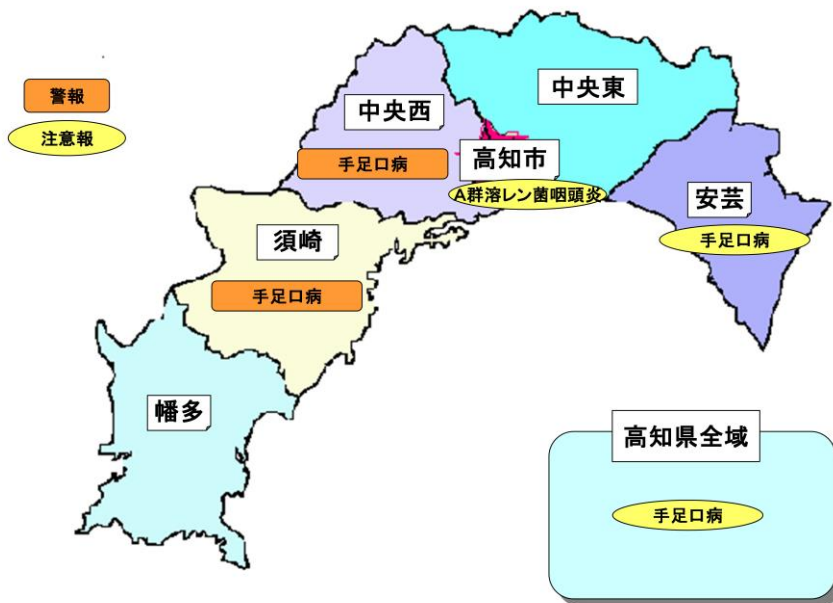 警報
注意報
中央西
手足口病
中央東
高知市
A群溶レン菌咽頭炎
安芸
手足口病
須崎
手足口病
幡多
高知県全域
手足口病